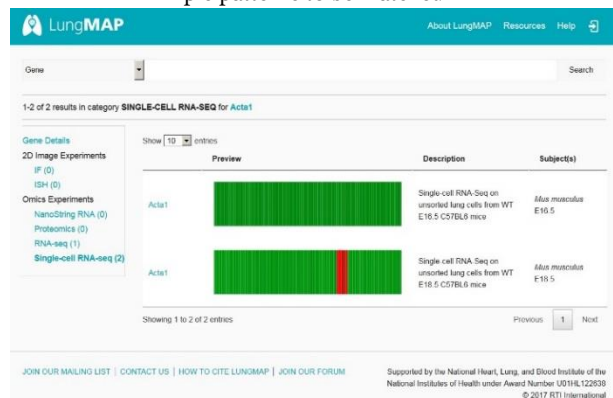 LungMAP
About LungMAP Resources Help
Gene
Search
1-2 of 2 results in category SINGLE-CELL RNA-SEQ for Acta1
Gene Details
2D Image Experiments
IF (0)
ISH (0)
Omics Experiments
NanoString RNA (0)
Proteomics (0)
RNA-seq (1)
Single-cell RNA-seq (2)
Show 10 entries
Preview Description Subject(s)
Acta1
Single-cell RNA-Seq on
unsorted lung cells from WT
E16.5 C57BL6 mice
Mus musculus
E16.5
Acta1
Single-cell RNA-Seq on
unsorted lung cells from WT
E18.5 C57BL6 mice
Mus musculus
E18.5
Showing 1 to 2 of 2 entries
Previous 1 Next
JOIN OUR MAILING LIST | CONTACT US | HOW TO CITE LUNGMAP | JOIN OUR FORUM
Supported by the National Heart, Lung, and Blood Institute of the
National Institutes of Health under Award Number U01HL122638
© 2017 RTI International